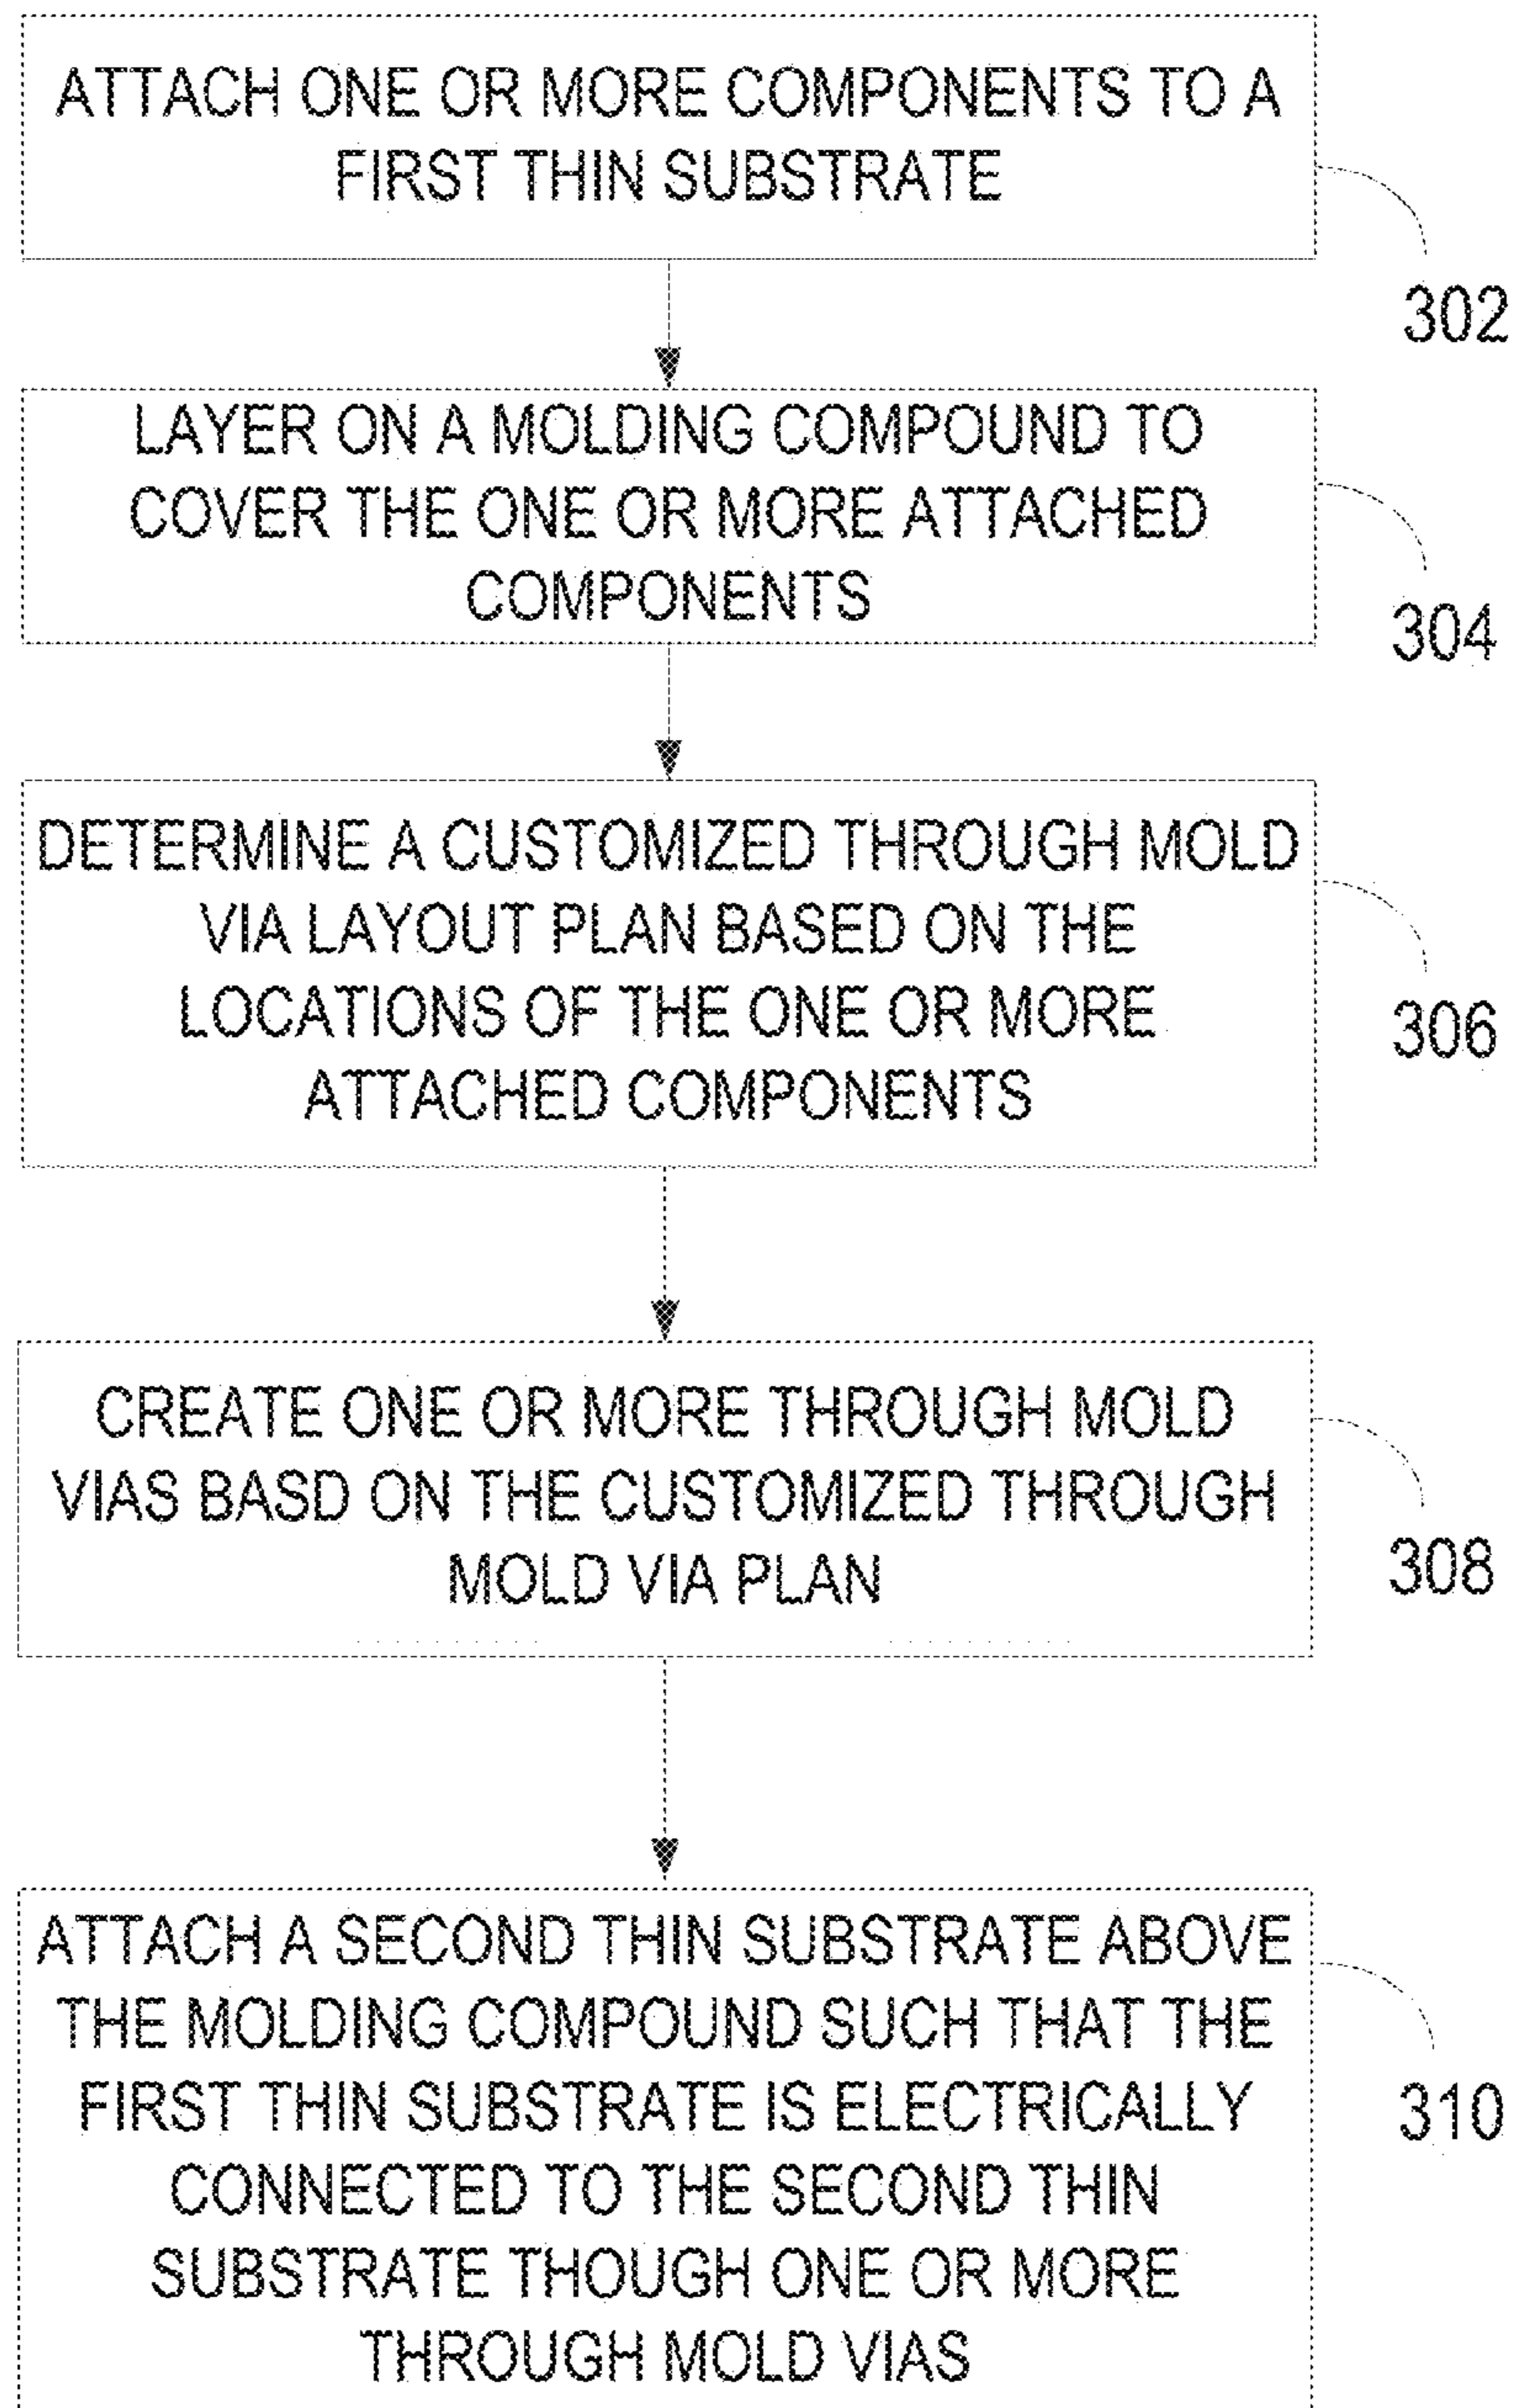 ATTACH ONE OR MORE COMPONENTS TO A
FIRST THIN SUBSTRATE
302
LAYER ON A MOLDING COMPOUND TO
COVER THE ONE OR MORE ATTACHED
COMPONENTS
304
DETERMINE A CUSTOMIZED THROUGH MOLD
VIA LAYOUT PLAN BASED ON THE
LOCATIONS OF THE ONE OR MORE
ATTACHED COMPONENTS
306
CREATE ONE OR MORE THROUGH MOLD
VIAS BASD ON THE CUSTOMIZED THROUGH
MOLD VIA PLAN
308
ATTACH A SECOND THIN SUBSTRATE ABOVE
THE MOLDING COMPOUND SUCH THAT THE
FIRST THIN SUBSTRATE IS ELECTRICALLY
CONNECTED TO THE SECOND THIN
SUBSTRATE THOUGH ONE OR MORE
THROUGH MOLD VIAS
310